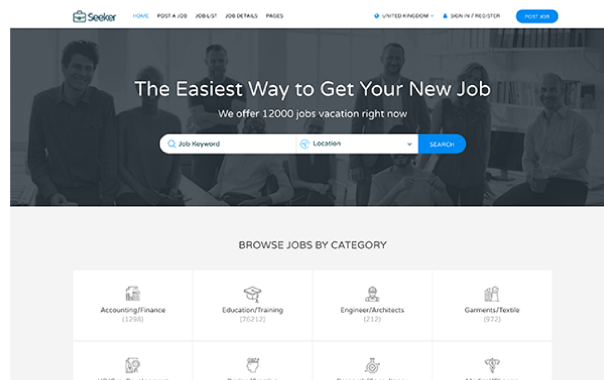 Seeker
HOME POST A JOB JOB LIST JOB DETAILS PAGES
UNITED KINGDOM SIGN IN / REGISTER
POST JOB
The Easiest Way to Get Your New Job
We offer 12000 jobs vacation right now
Job Keyword
Location
SEARCH
BROWSE JOBS BY CATEGORY
Accounting/Finance
(1298)
Education/Training
(76212)
Engineer/Architects
(212)
Garments/Textile
(972)